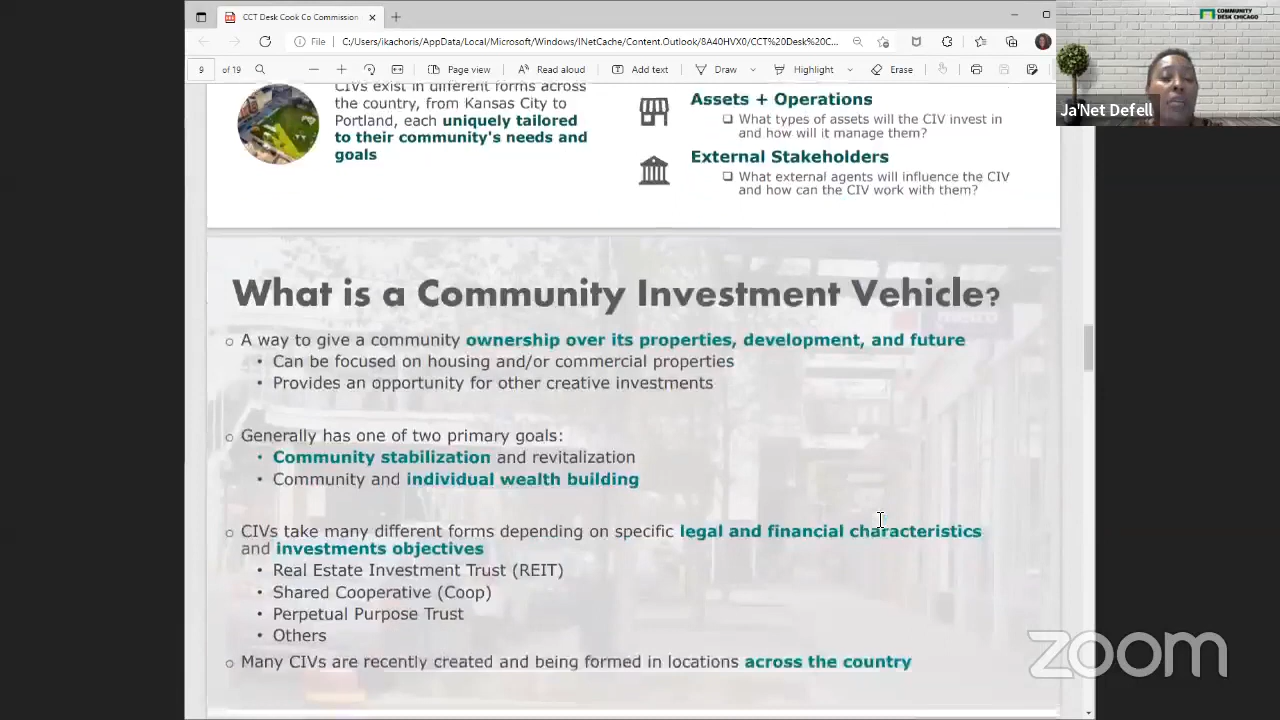 CCT Desk Cook Co Commission
COMMUNITY
DESK CHICAGO
File
/INetCache/Content.Outlook/8A40HVX0/CCT%20Desk%20C...
9 of 19
Page view
Read aloud
Add text
Draw
Highlight
Erase
Ja'Net Defell
CIVs exist in different forms across
the country, from Kansas City to
Portland, each uniquely tailored
to their community's needs and
goals
Assets + Operations
What types of assets will the CIV invest in
and how will it manage them?
External Stakeholders
What external agents will influence the CIV
and how can the CIV work with them?
What is a Community Investment Vehicle?
A way to give a community ownership over its properties, development, and future
Can be focused on housing and/or commercial properties
Provides an opportunity for other creative investments
Generally has one of two primary goals:
Community stabilization and revitalization
Community and individual wealth building
CIVs take many different forms depending on specific legal and financial characteristics
and investments objectives
Real Estate Investment Trust (REIT)
Shared Cooperative (Coop)
Perpetual Purpose Trust
Others
Many CIVs are recently created and being formed in locations across the country
zoom